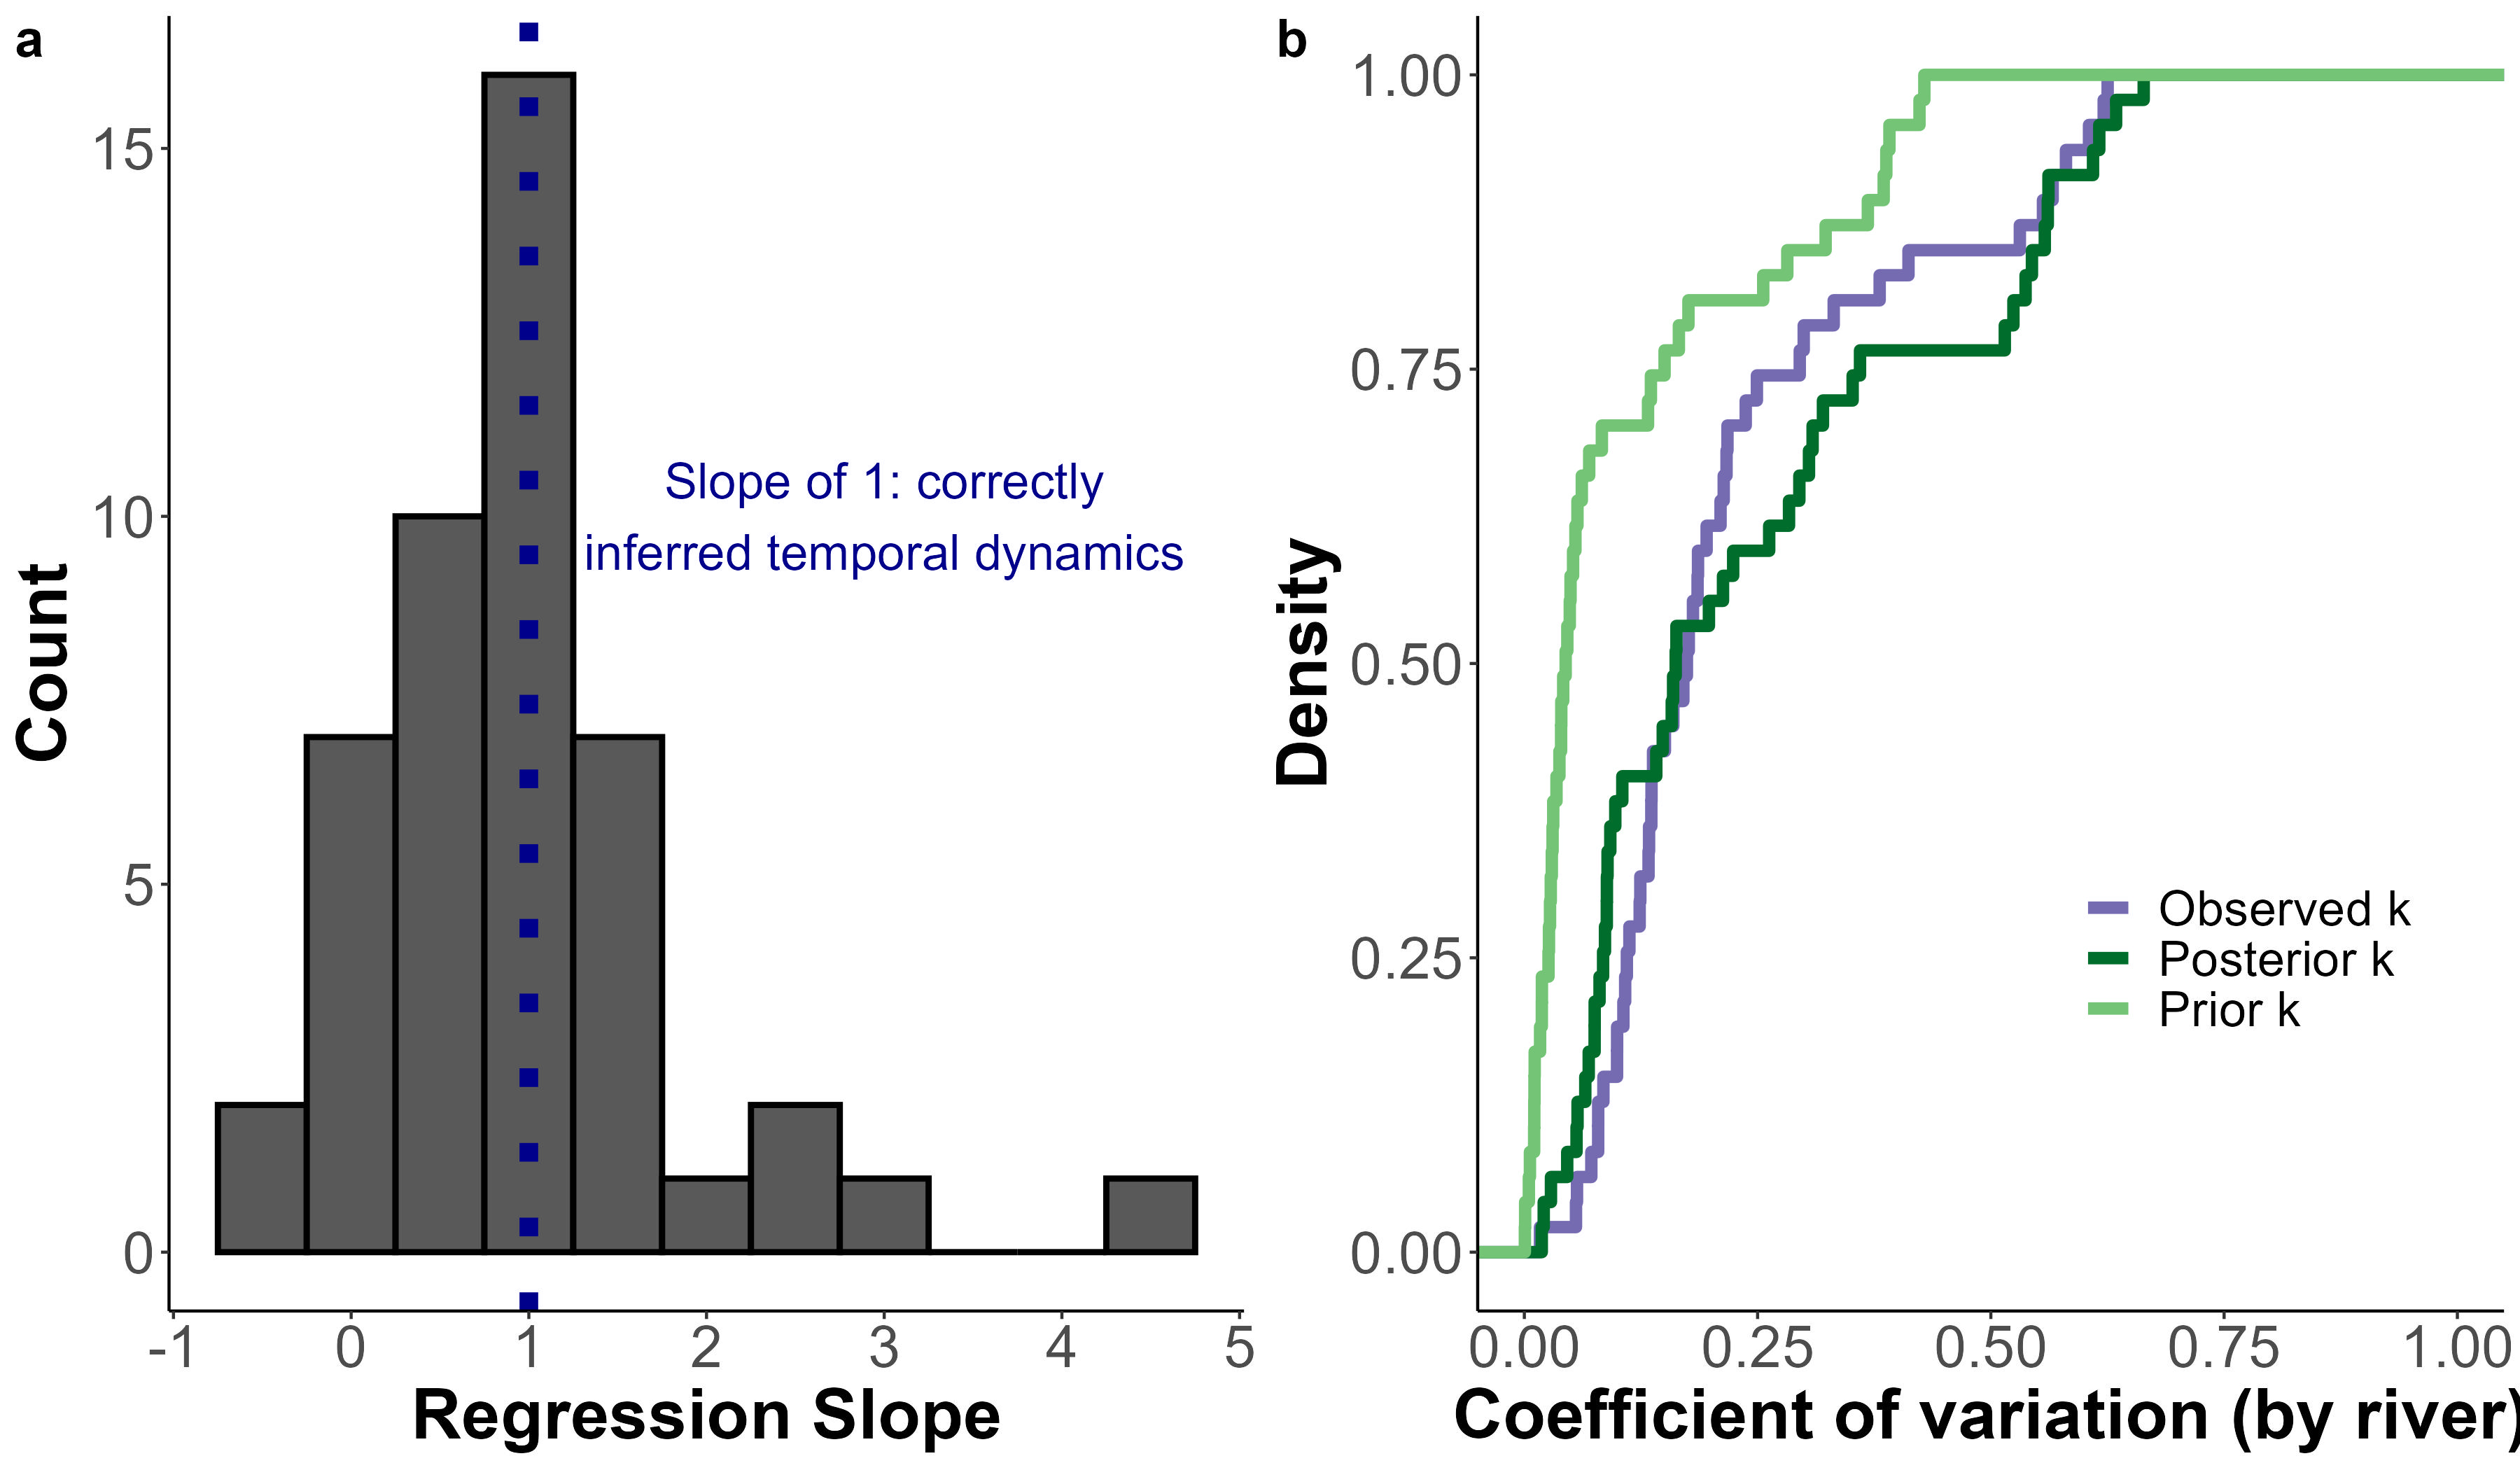 a
15
10
5
0
Count
-1 0 1 2 3 4 5
Regression Slope
Slope of 1: correctly
inferred temporal dynamics
b
1.00
0.75
0.50
0.25
0.00
Density
Observed k
Posterior k
Prior k
0.00 0.25 0.50 0.75 1.00
Coefficient of variation (by river)